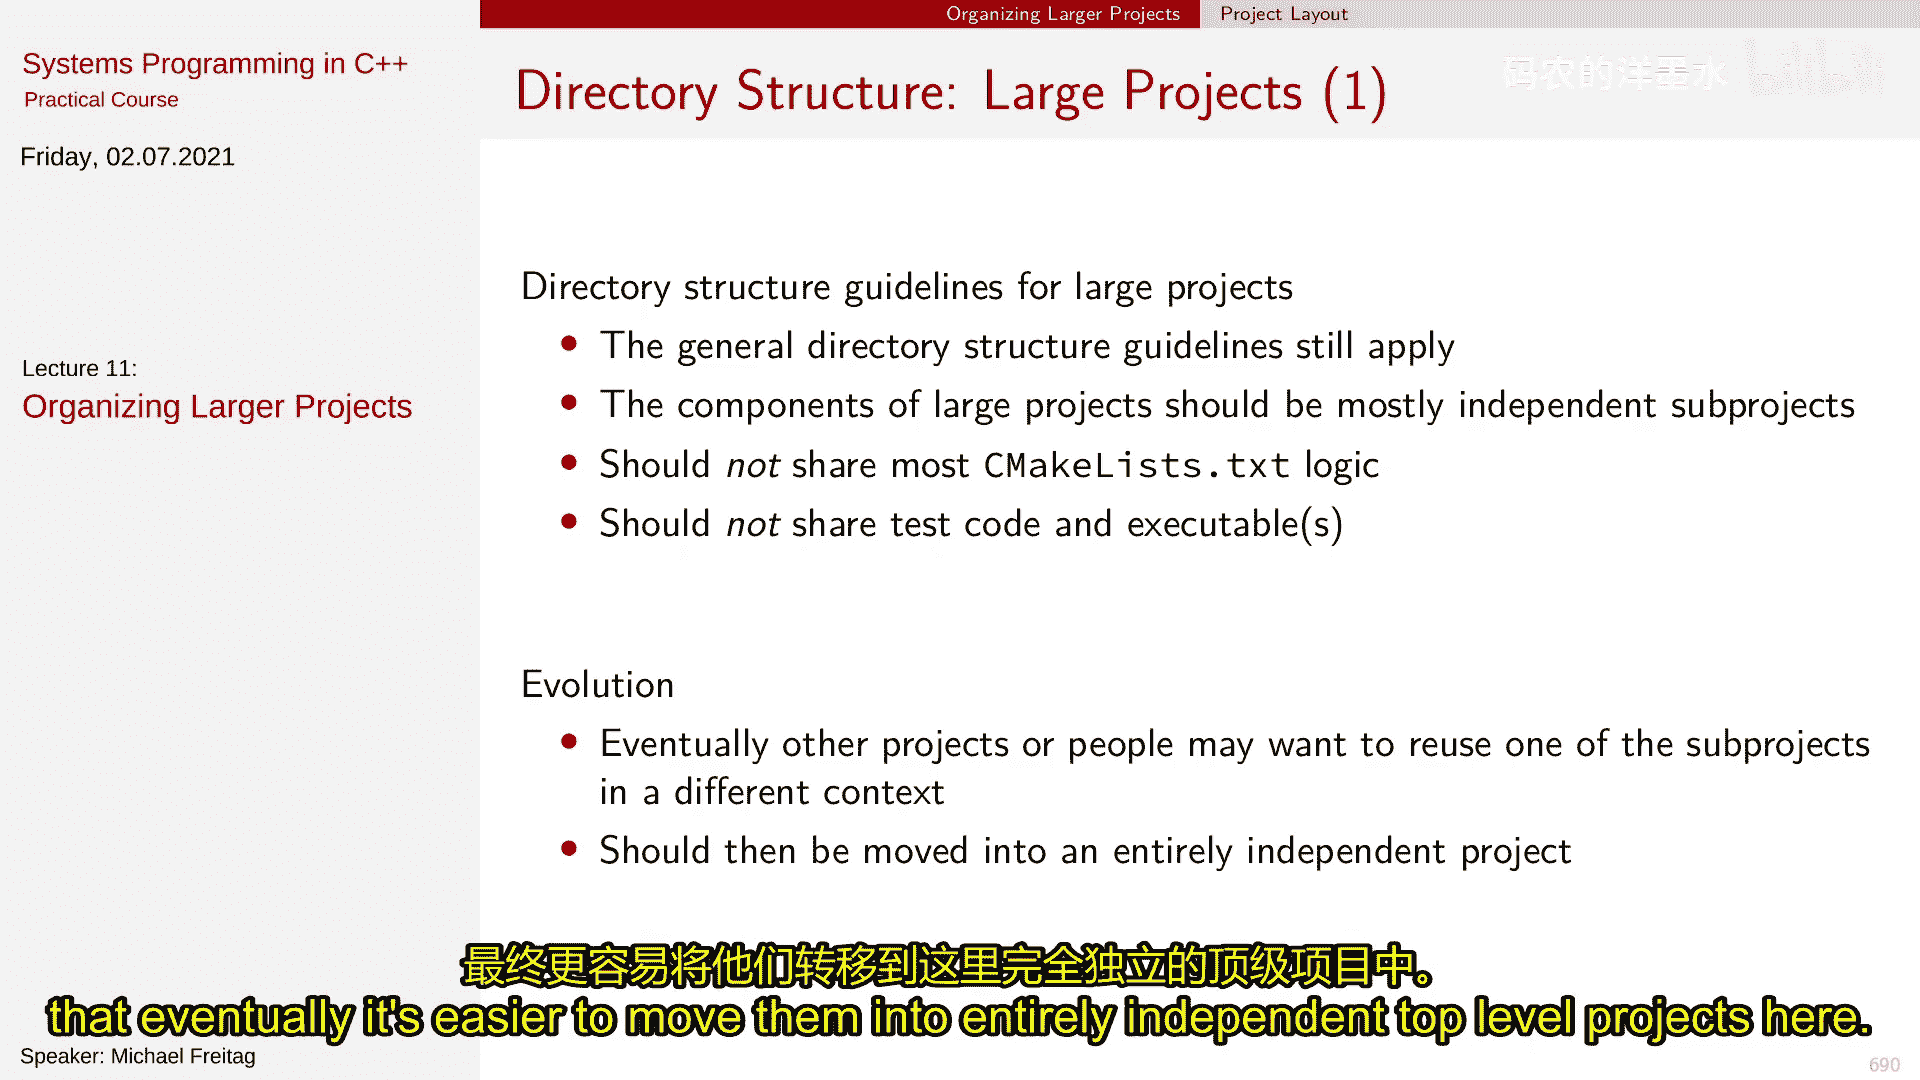 Organizing Larger Projects Project Layout
Systems Programming in C++
Practical Course
Friday, 02.07.2021
Lecture 11:
Organizing Larger Projects
Directory Structure: Large Projects (1)
码农的洋墨水
Directory structure guidelines for large projects
• The general directory structure guidelines still apply
• The components of large projects should be mostly independent subprojects
• Should not share most CMakeLists.txt logic
• Should not share test code and executable(s)
Evolution
• Eventually other projects or people may want to reuse one of the subprojects
in a different context
• Should then be moved into an entirely independent project
最终更容易将他们转移到这里完全独立的顶级项目中。
that eventually it's easier to move them into entirely independent top level projects here.
Speaker: Michael Freitag
690